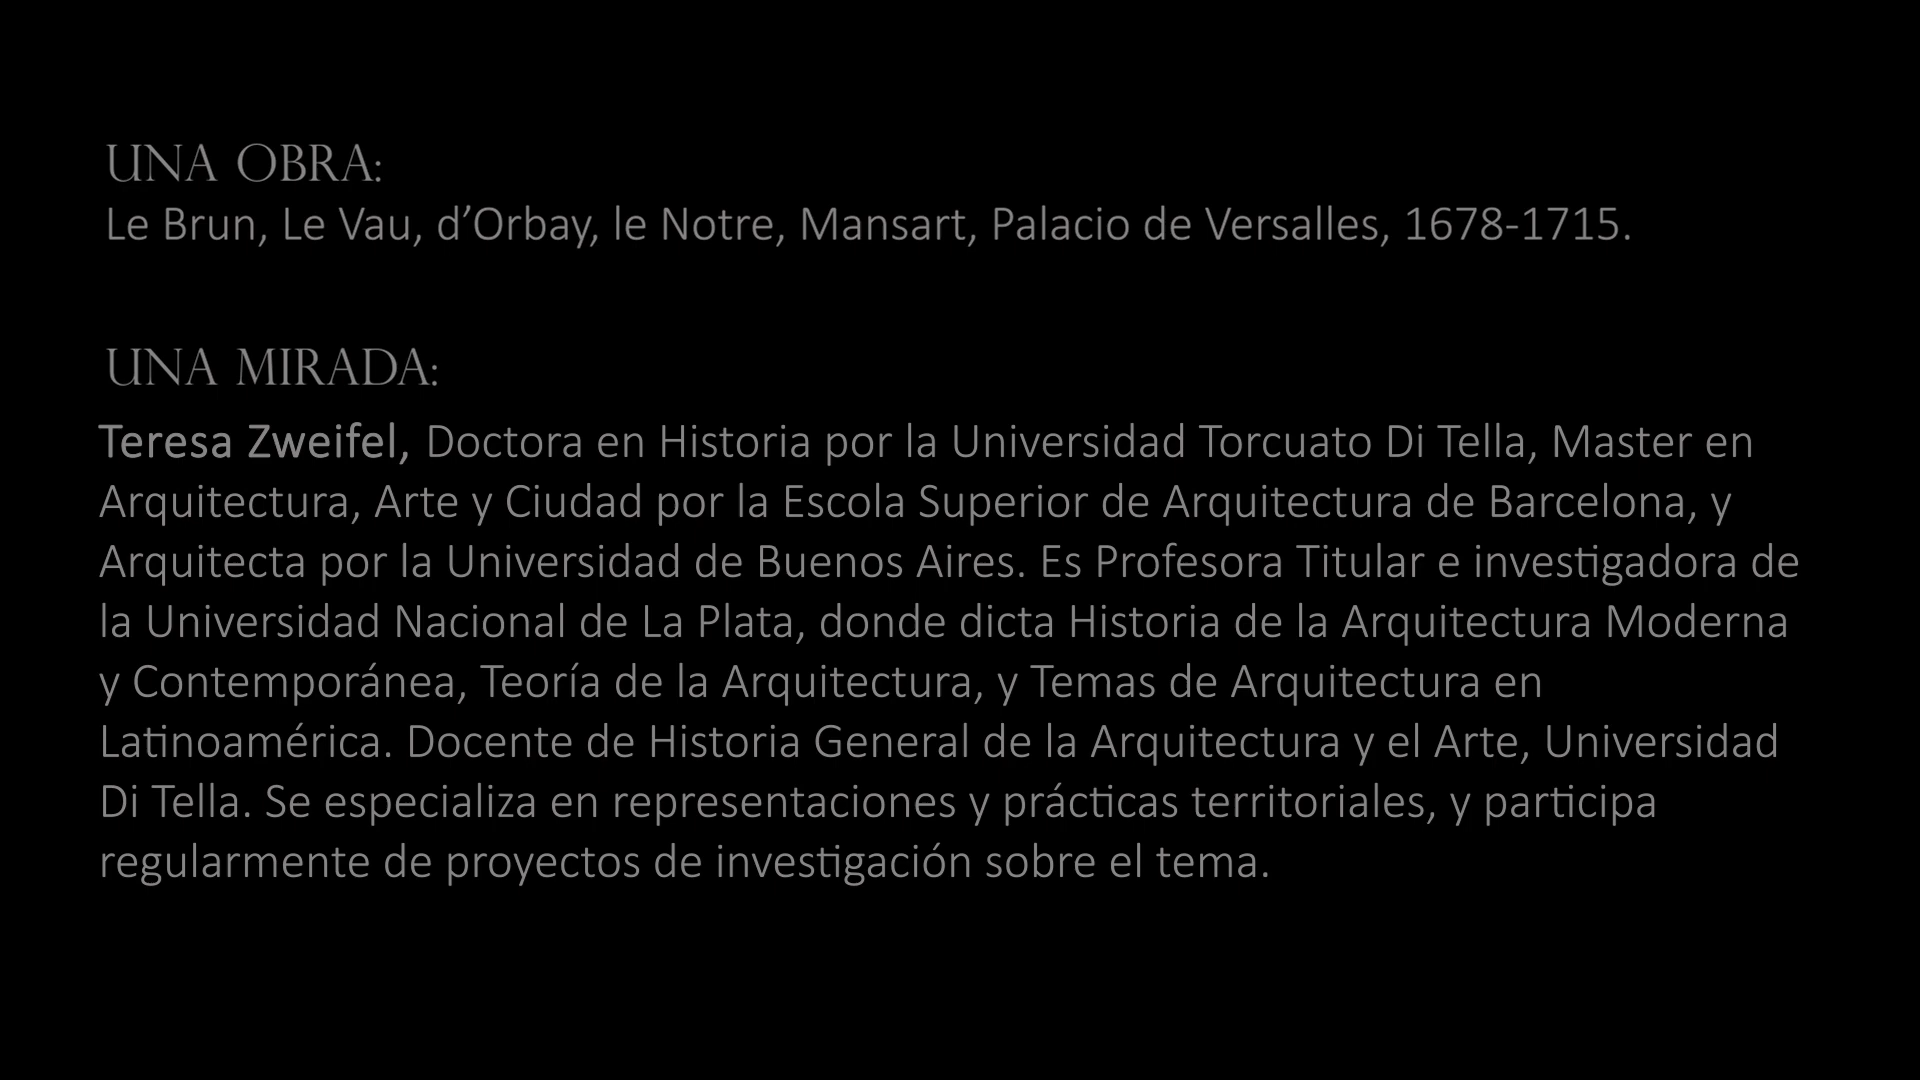 UNA OBRA:
Le Brun, Le Vau, d’Orbay, le Notre, Mansart, Palacio de Versalles, 1678-1715.
UNA MIRADA:
Teresa Zweifel, Doctora en Historia por la Universidad Torcuato Di Tella, Master en
Arquitectura, Arte y Ciudad por la Escola Superior de Arquitectura de Barcelona, y
Arquitecta por la Universidad de Buenos Aires. Es Profesora Titular e investigadora de
la Universidad Nacional de La Plata, donde dicta Historia de la Arquitectura Moderna
y Contemporánea, Teoría de la Arquitectura, y Temas de Arquitectura en
Latinoamérica. Docente de Historia General de la Arquitectura y el Arte, Universidad
Di Tella. Se especializa en representaciones y prácticas territoriales, y participa
regularmente de proyectos de investigación sobre el tema.